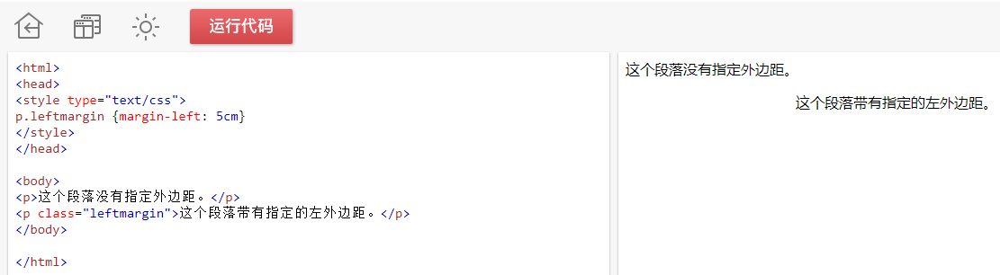 运行代码
<html>
<head>
<style type="text/css">
p.leftmargin {margin-left: 5cm}
</style>
</head>
<body>
<p>这个段落没有指定外边距。</p>
<p class="leftmargin">这个段落带有指定的左外边距。</p>
</body>
</html>
这个段落没有指定外边距。
这个段落带有指定的左外边距。